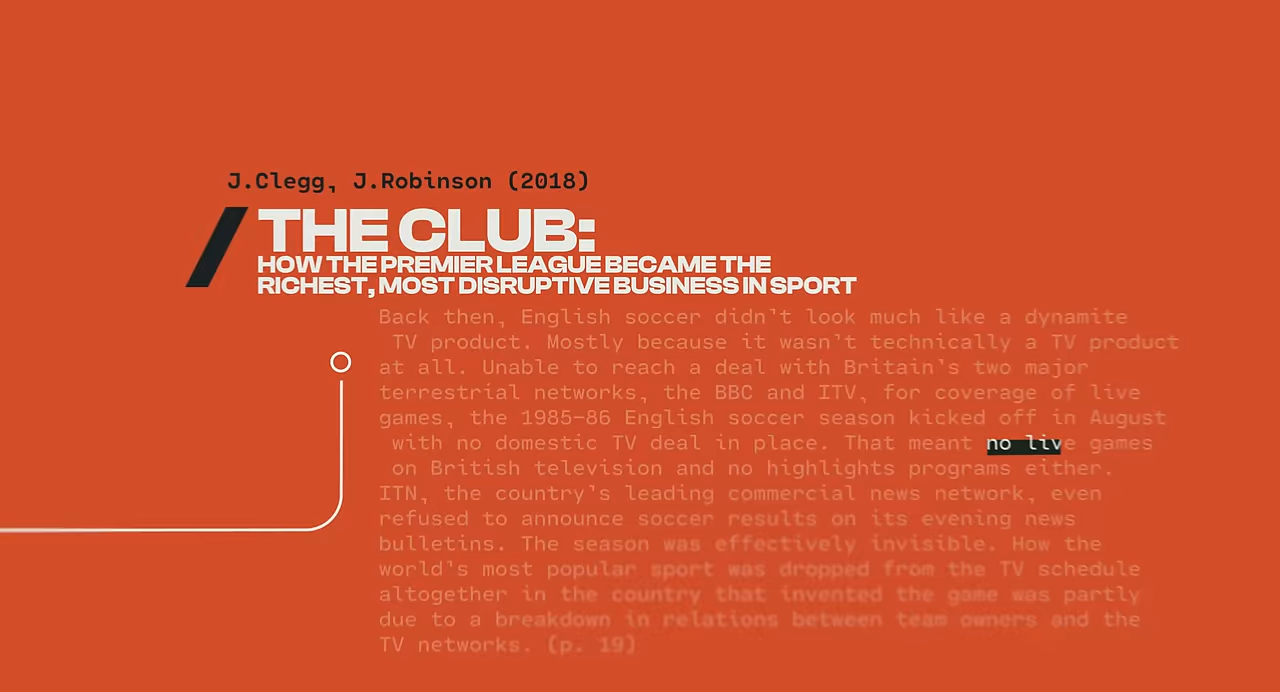 J.Clegg, J.Robinson (2018)
THE CLUB:
HOW THE PREMIER LEAGUE BECAME THE
RICHEST, MOST DISRUPTIVE BUSINESS IN SPORT
Back then, English soccer didn't look much like a dynamite
TV product. Mostly because it wasn't technically a TV product
at all. Unable to reach a deal with Britain's two major
terrestrial networks, the BBC and ITV, for coverage of live
games, the 1985-86 English soccer season kicked off in August
with no domestic TV deal in place. That meant no live games
on British television and no highlights programs either.
ITN, the country's leading commercial news network, even
refused to announce soccer results on its evening news
bulletins. The season was effectively invisible. How the
world's most popular sport was dropped from the TV schedule
altogether in the country that invented the game was partly
due to a breakdown in relations between team owners and the
TV networks. (p. 19)